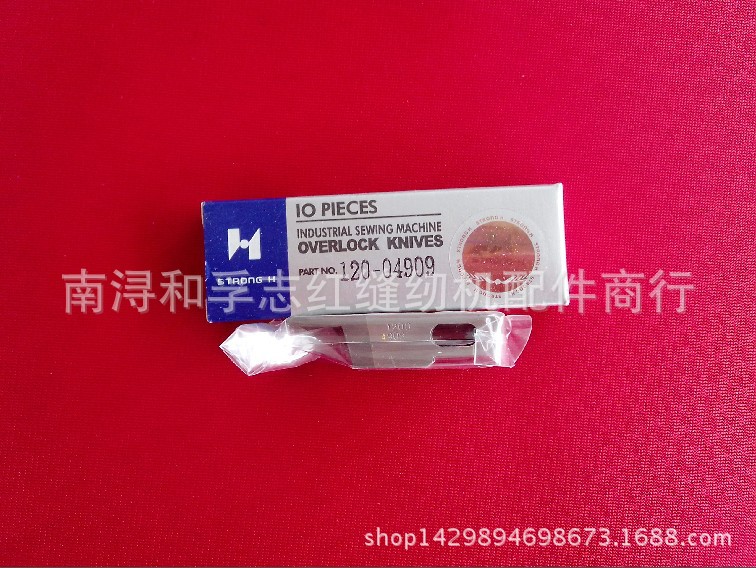 10 PIECES
INDUSTRIAL SEWING MACHINE
OVERLOCK KNIVES
PART NO. 120-04909
STRONG H
南浔和孚志红缝纫机配件商行
shop1429894698673.1688.com